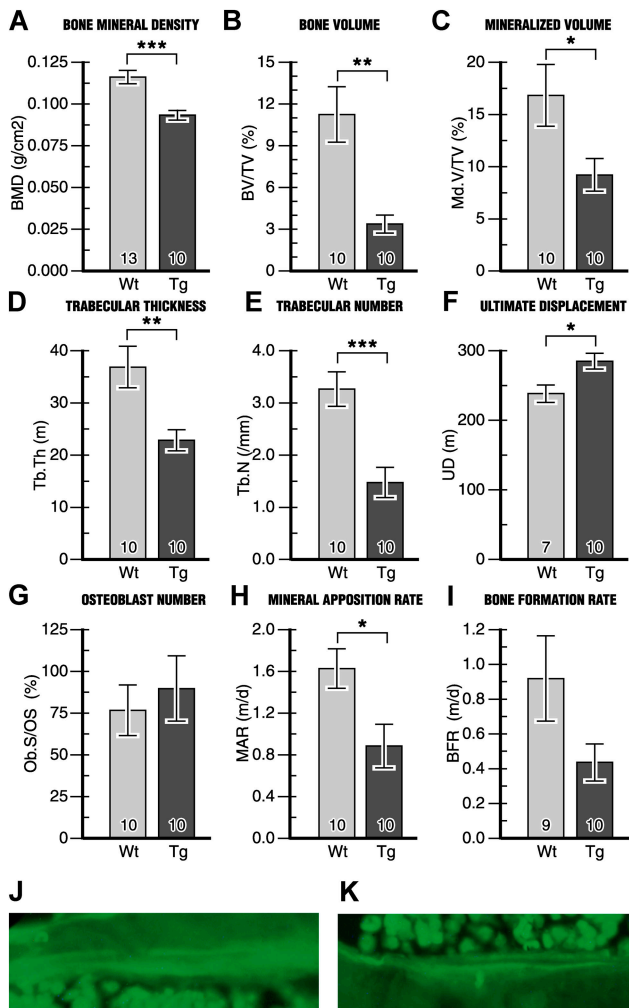 A BONE MINERAL DENSITY
***
0.125
0.100
0.075
0.050
0.025
0.000
BMD (g/cm2)
13 10
Wt Tg
B BONE VOLUME
**
15
12
9
6
3
0
BV/TV (%)
10 10
Wt Tg
C MINERALIZED VOLUME
*
20
15
10
5
0
Md.V/TV (%)
10 10
Wt Tg
D TRABECULAR THICKNESS
**
40
30
20
10
0
Tb.Th (m)
10 10
Wt Tg
E TRABECULAR NUMBER
***
4.0
3.0
2.0
1.0
0.0
Tb.N (/mm)
10 10
Wt Tg
F ULTIMATE DISPLACEMENT
*
300
200
100
0
UD (m)
7 10
Wt Tg
G OSTEOBLAST NUMBER
125
100
75
50
25
0
Ob.S/OS (%)
10 10
Wt Tg
H MINERAL APPOSITION RATE
*
2.0
1.6
1.2
0.8
0.4
0.0
MAR (m/d)
10 10
Wt Tg
I BONE FORMATION RATE
1.2
1.0
0.8
0.6
0.4
0.2
0.0
BFR (m/d)
9 10
Wt Tg
J K